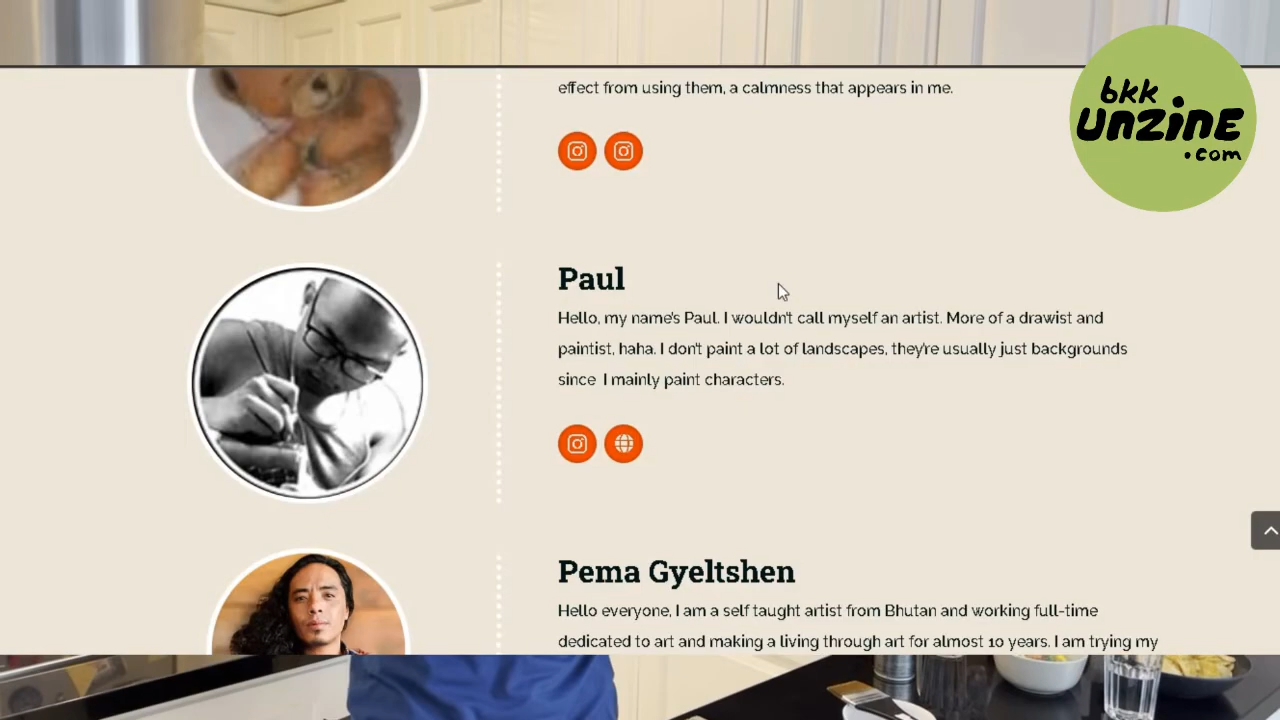 effect from using them, a calmness that appears in me.
bkk
unzine
.com
Paul
Hello, my name's Paul. I wouldn't call myself an artist. More of a drawist and
paintist, haha. I don't paint a lot of landscapes, they're usually just backgrounds
since I mainly paint characters.
Pema Gyeltshen
Hello everyone, I am a self taught artist from Bhutan and working full-time
dedicated to art and making a living through art for almost 10 years. I am trying my